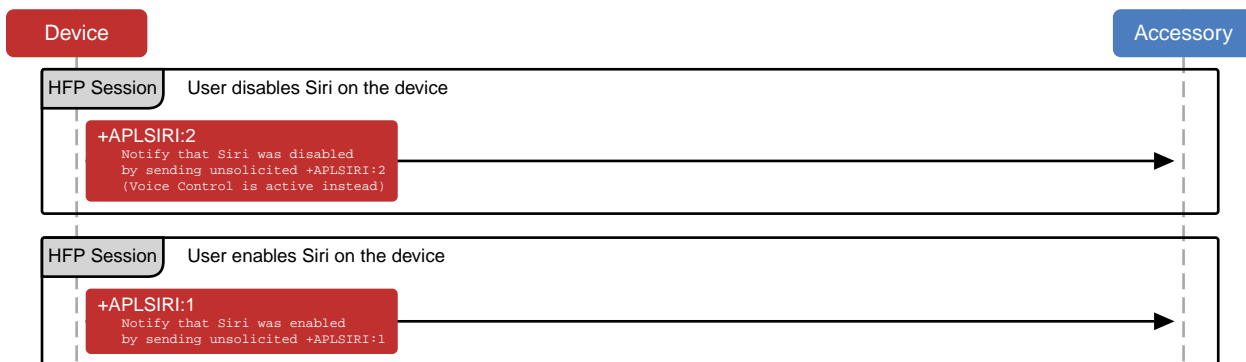 Device
Accessory
HFP Session
User disables Siri on the device
+APLSIRI:2
Notify that Siri was disabled
by sending unsolicited +APLSIRI:2
(Voice Control is active instead)
HFP Session
User enables Siri on the device
+APLSIRI:1
Notify that Siri was enabled
by sending unsolicited +APLSIRI:1